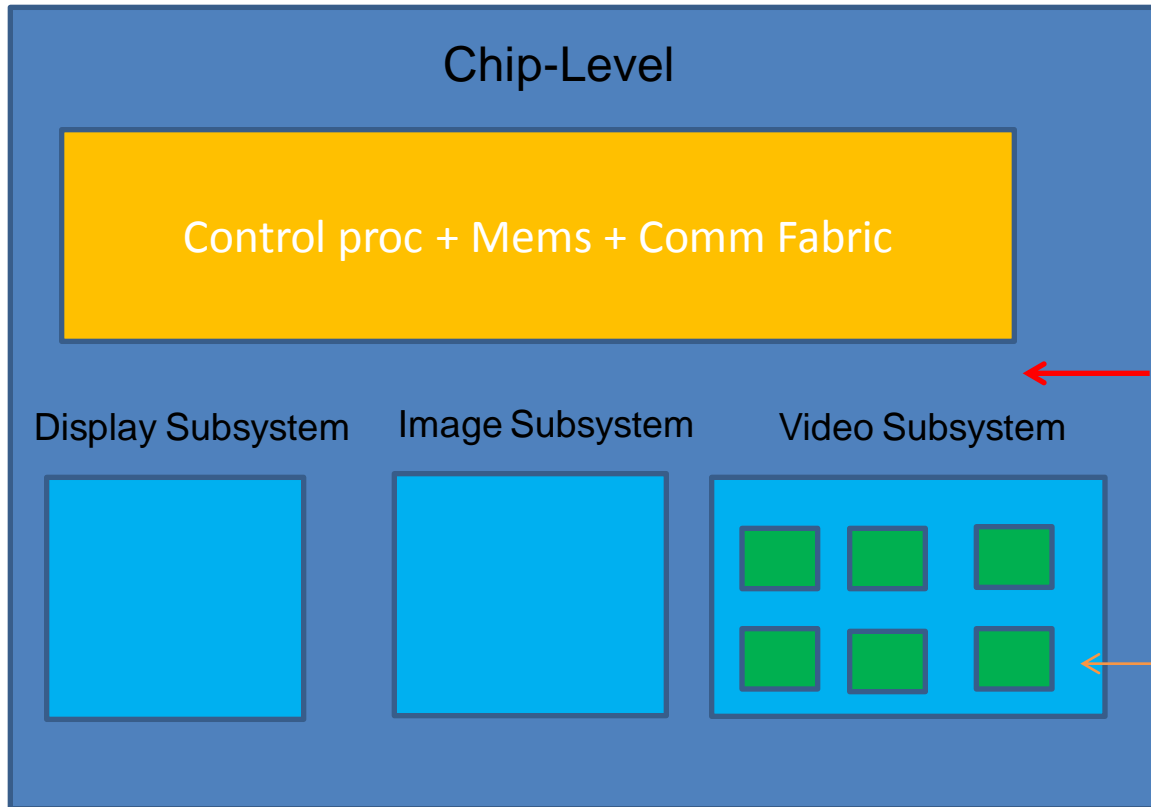 Chip-Level
Control proc + Mems + Comm Fabric
Display Subsystem
Image Subsystem
Video Subsystem